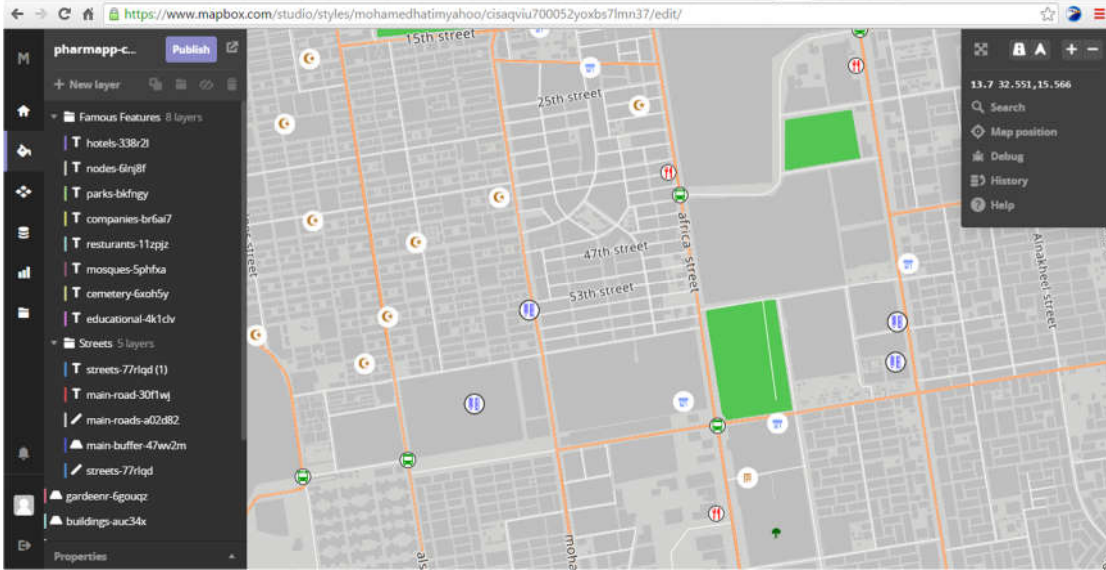 https://www.mapbox.com/studio/styles/mohamedhatimyahoo/cisaqviu700052yoxbs7lmn37/edit/
pharmapp-c...
Publish
+ New layer
Famous Features 8 layers
T hotels-338r2l
T nodes-6lnj8f
T parks-bkfngy
T companies-br6ai7
T resturants-11zpjz
T mosques-5phfxa
T cemetery-6xoh5y
T educational-4k1clv
Streets 5 layers
T streets-77rlqd (1)
T main-road-30f1wj
main-roads-a02d82
main-buffer-47wv2m
streets-77rlqd
gardeenr-6gouqz
buildings-auc34x
Properties
15th street
25th street
47th street
53th street
africa street
street
als
moha
Alnakheel street
13.7 32.551,15.566
Search
Map position
Debug
History
Help